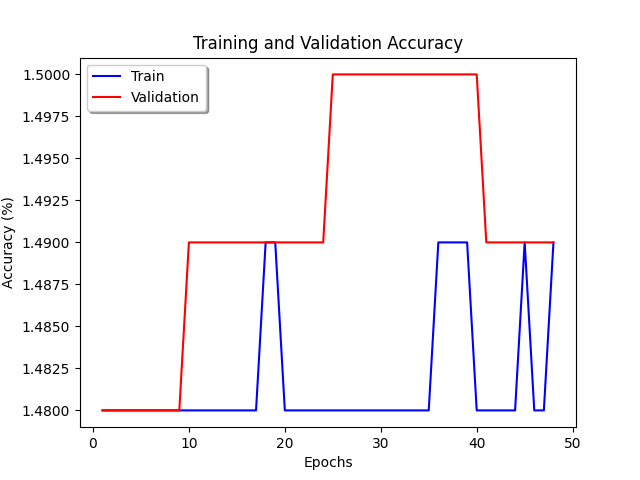 Training and Validation Accuracy
Train
Validation
1.5000
1.4975
1.4950
1.4925
1.4900
1.4875
1.4850
1.4825
1.4800
Accuracy (%)
0 10 20 30 40 50
Epochs